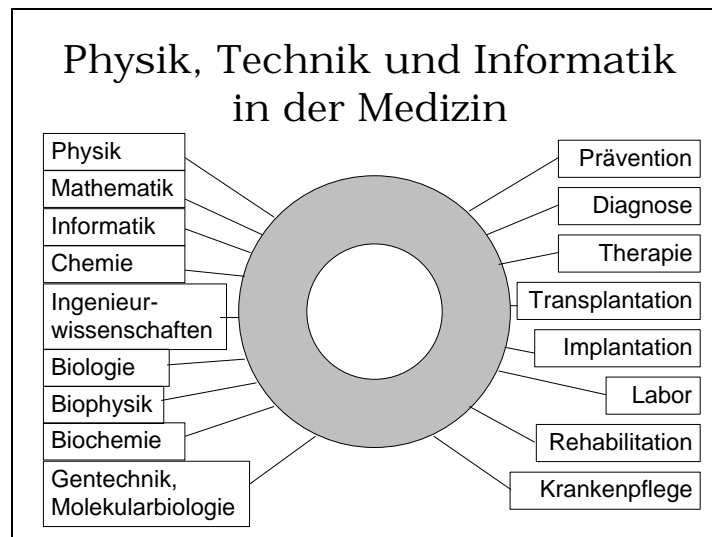 Physik, Technik und Informatik
in der Medizin
Physik
Mathematik
Informatik
Chemie
Ingenieur-
wissenschaften
Biologie
Biophysik
Biochemie
Gentechnik,
Molekularbiologie
Prävention
Diagnose
Therapie
Transplantation
Implantation
Labor
Rehabilitation
Krankenpflege